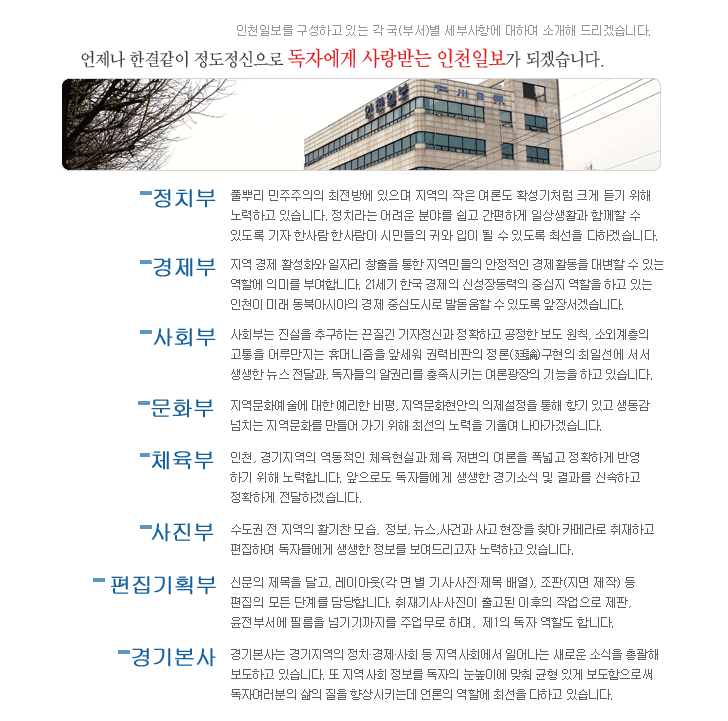 인천일보를 구성하고 있는 각 국(부서)별 세부사항에 대하여 소개해 드리겠습니다.
언제나 한결같이 정도정신으로 독자에게 사랑받는 인천일보가 되겠습니다.
인천일보
정치부
풀뿌리 민주주의의 최전방에 있으며 지역의 작은 여론도 확성기처럼 크게 듣기 위해
노력하고 있습니다. 정치라는 어려운 분야를 쉽고 간편하게 일상생활과 함께할 수
있도록 기자 한사람 한사람이 시민들의 귀와 입이 될 수 있도록 최선을 다하겠습니다.
경제부
지역 경제 활성화와 일자리 창출을 통한 지역민들의 안정적인 경제활동을 대변할 수 있는
역할에 의미를 부여합니다. 21세기 한국 경제의 신성장동력의 중심지 역할을 하고 있는
인천이 미래 동북아시아의 경제 중심도시로 발돋움할 수 있도록 앞장서겠습니다.
사회부
사회부는 진실을 추구하는 끈질긴 기자정신과 정확하고 공정한 보도 원칙, 소외계층의
고통을 어루만지는 휴머니즘을 앞세워 권력비판의 정론(廷論)구현의 최일선에 서서
생생한 뉴스 전달과, 독자들의 알권리를 충족시키는 여론광장의 기능을 하고 있습니다.
문화부
지역문화예술에 대한 예리한 비평, 지역문화현안의 의제설정을 통해 향기 있고 생동감
넘치는 지역문화를 만들어 가기 위해 최선의 노력을 기울여 나아가겠습니다.
체육부
인천, 경기지역의 역동적인 체육현실과 체육 저변의 여론을 폭넓고 정확하게 반영
하기 위해 노력합니다. 앞으로도 독자들에게 생생한 경기소식 및 결과를 신속하고
정확하게 전달하겠습니다.
사진부
수도권 전 지역의 활기찬 모습, 정보, 뉴스,사건과 사고 현장을 찾아 카메라로 취재하고
편집하여 독자들에게 생생한 정보를 보여드리고자 노력하고 있습니다.
편집기획부
신문의 제목을 달고, 레이아웃(각 면 별 기사·사진·제목 배열), 조판(지면 제작) 등
편집의 모든 단계를 담당합니다. 취재기사·사진이 출고된 이후의 작업으로 제판,
윤전부서에 필름을 넘기기까지를 주업무로 하며, 제1의 독자 역할도 합니다.
경기본사
경기본사는 경기지역의 정치·경제·사회 등 지역사회에서 일어나는 새로운 소식을 총괄해
보도하고 있습니다. 또 지역사회 정보를 독자의 눈높이에 맞춰 균형 있게 보도함으로써
독자여러분의 삶의 질을 향상시키는데 언론의 역할에 최선을 다하고 있습니다.